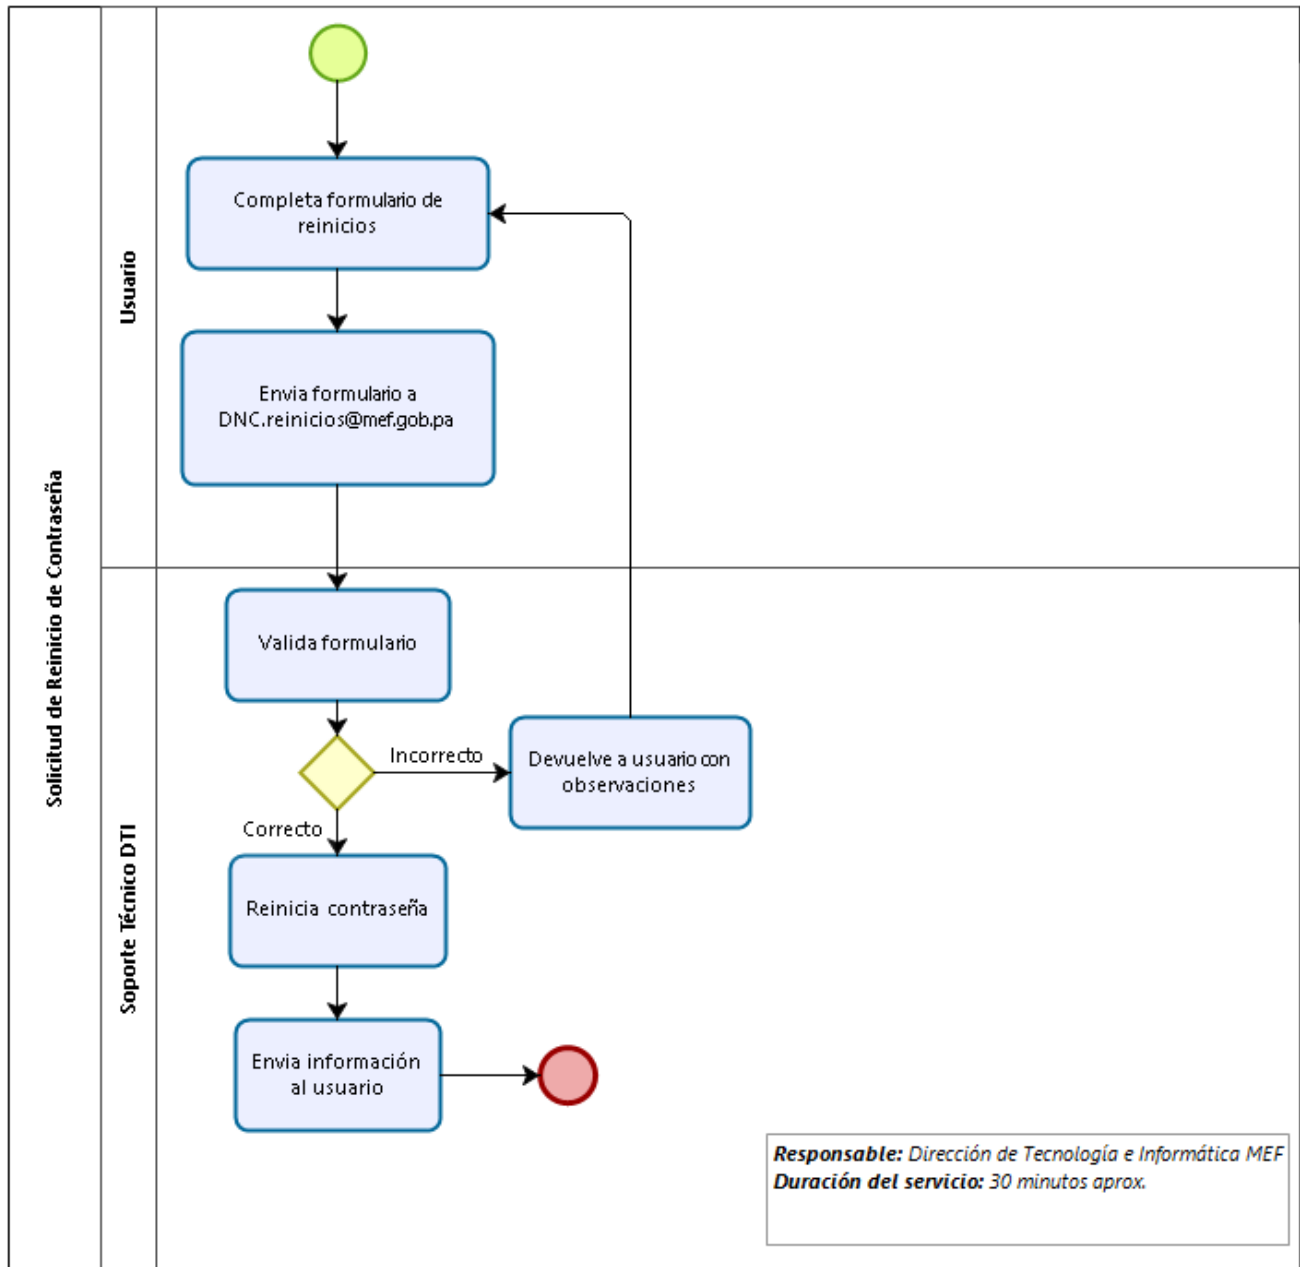 Solicitud de Reinicio de Contraseña
Usuario
Completa formulario de
reinicios
Envia formulario a
DNC.reinicios@mef.gob.pa
Soporte Técnico DTI
Valida formulario
Incorrecto
Devuelve a usuario con
observaciones
Correcto
Reinicia contraseña
Envia información
al usuario
Responsable: Dirección de Tecnología e Informática MEF
Duración del servicio: 30 minutos aprox.